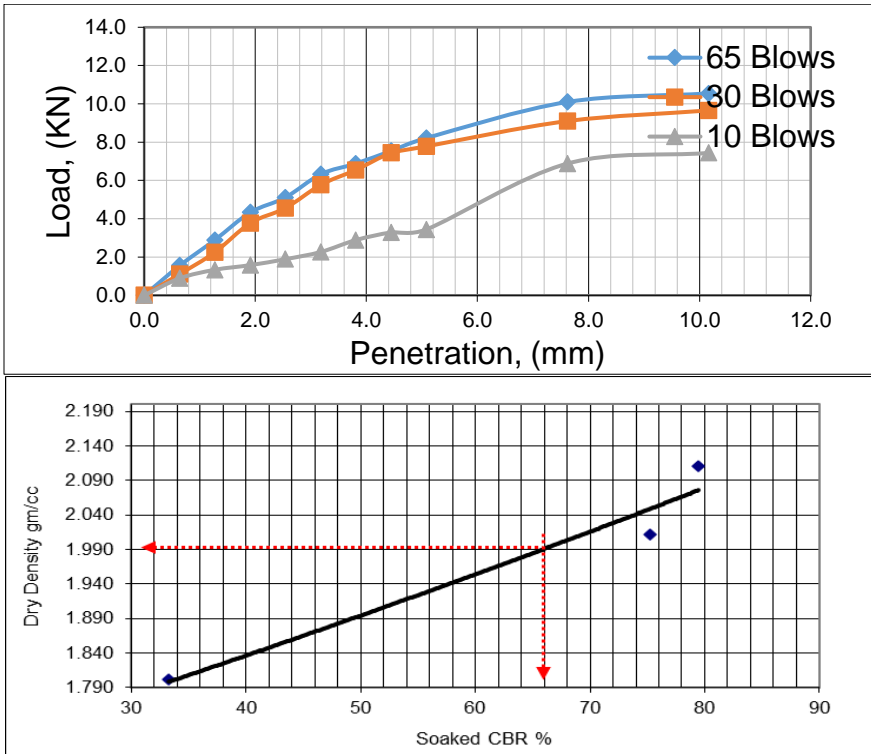 14.0
12.0
10.0
8.0
6.0
4.0
2.0
0.0
Load, (KN)
65 Blows
30 Blows
10 Blows
0.0 2.0 4.0 6.0 8.0 10.0 12.0
Penetration, (mm)
2.190
2.140
2.090
2.040
1.990
1.940
1.890
1.840
1.790
Dry Density gm/cc
30 40 50 60 70 80 90
Soaked CBR %